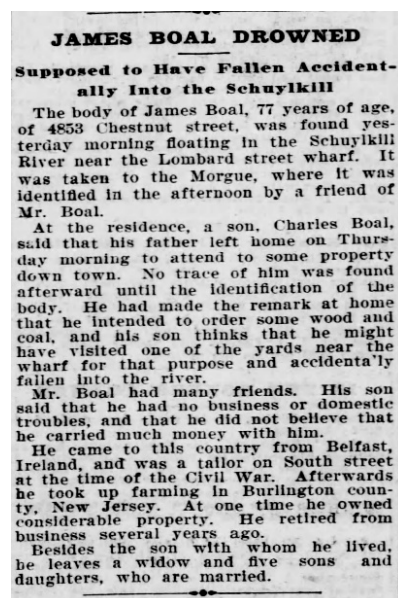 JAMES BOAL DROWNED
Supposed to Have Fallen Accident-
ally Into the Schuylkill
The body of James Boal, 77 years of age,
of 4853 Chestnut street, was found yes-
terday morning floating in the Schuylkill
River near the Lombard street wharf. It
was taken to the Morgue, where it was
identified in the afternoon by a friend of
Mr. Boal.
At the residence, a son, Charles Boal,
said that his father left home on Thurs-
day morning to attend to some property
down town. No trace of him was found
afterward until the identification of the
body. He had made the remark at home
that he intended to order some wood and
coal, and his son thinks that he might
have visited one of the yards near the
wharf for that purpose and accidenta'ly
fallen into the river.
Mr. Boal had many friends. His son
said that he had no business or domestic
troubles, and that he did not believe that
he carried much money with him.
He came to this country from Belfast,
Ireland, and was a tailor on South street
at the time of the Civil War. Afterwards
he took up farming in Burlington coun-
ty, New Jersey. At one time he owned
considerable property. He retired from
business several years ago.
Besides the son with whom he lived,
he leaves a widow and five sons and
daughters, who are married.